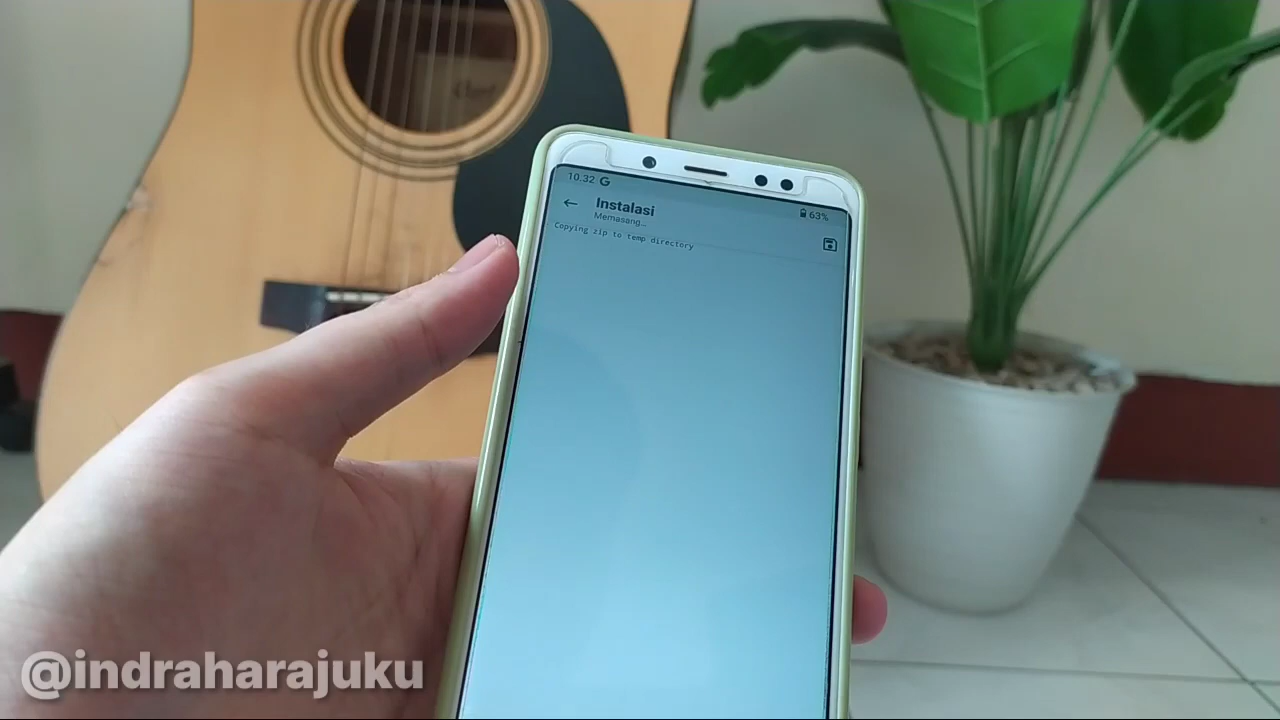 10.32 G
63%
Instalasi
Memasang...
Copying zip to temp directory
@indraharajuku